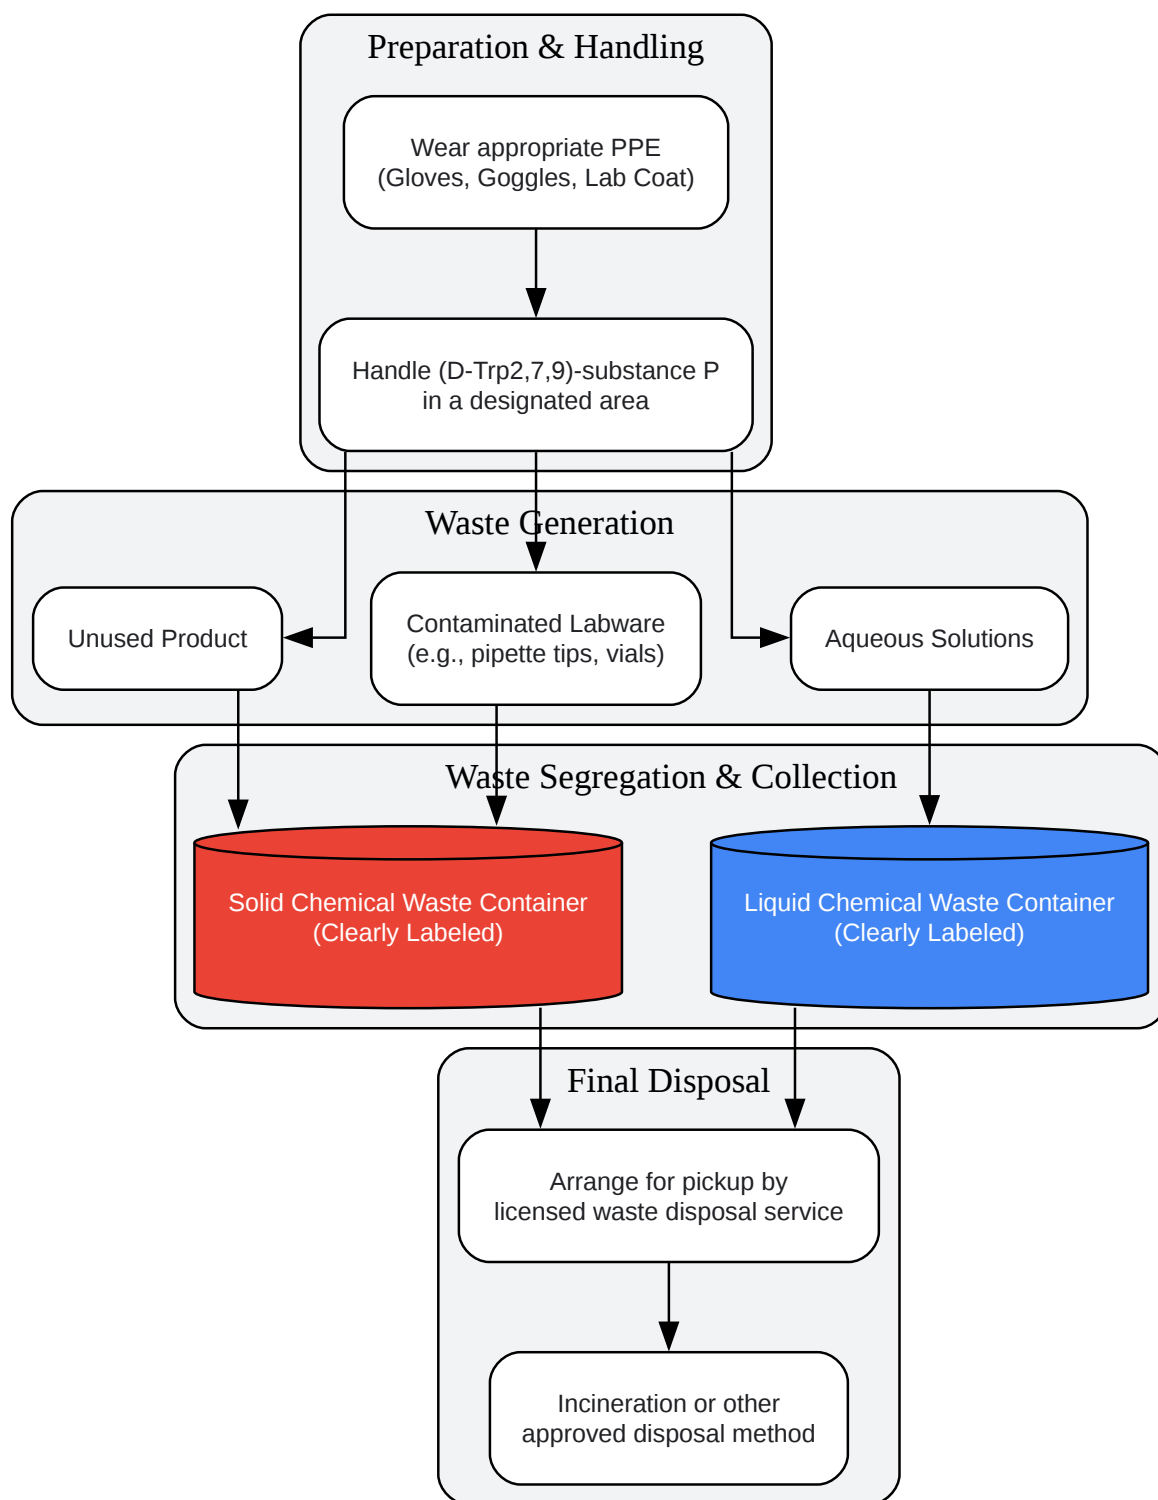 Preparation & Handling
Wear appropriate PPE
(Gloves, Goggles, Lab Coat)
Handle (D-Trp2,7,9)-substance P
in a designated area
Waste Generation
Unused Product
Contaminated Labware
(e.g., pipette tips, vials)
Aqueous Solutions
Waste Segregation & Collection
Solid Chemical Waste Container
(Clearly Labeled)
Liquid Chemical Waste Container
(Clearly Labeled)
Final Disposal
Arrange for pickup by
licensed waste disposal service
Incineration or other
approved disposal method